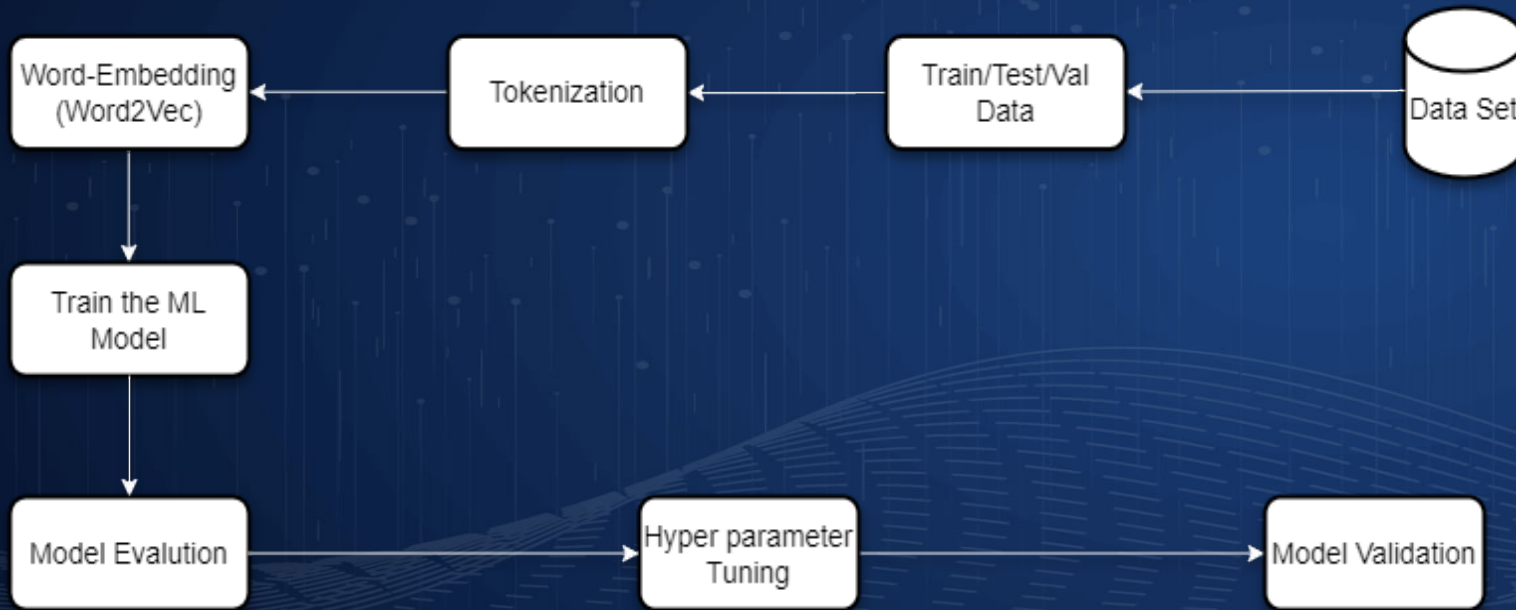 Word-Embedding
(Word2Vec)
Tokenization
Train/Test/Val
Data
Data Set
Train the ML
Model
Model Evalution
Hyper parameter
Tuning
Model Validation